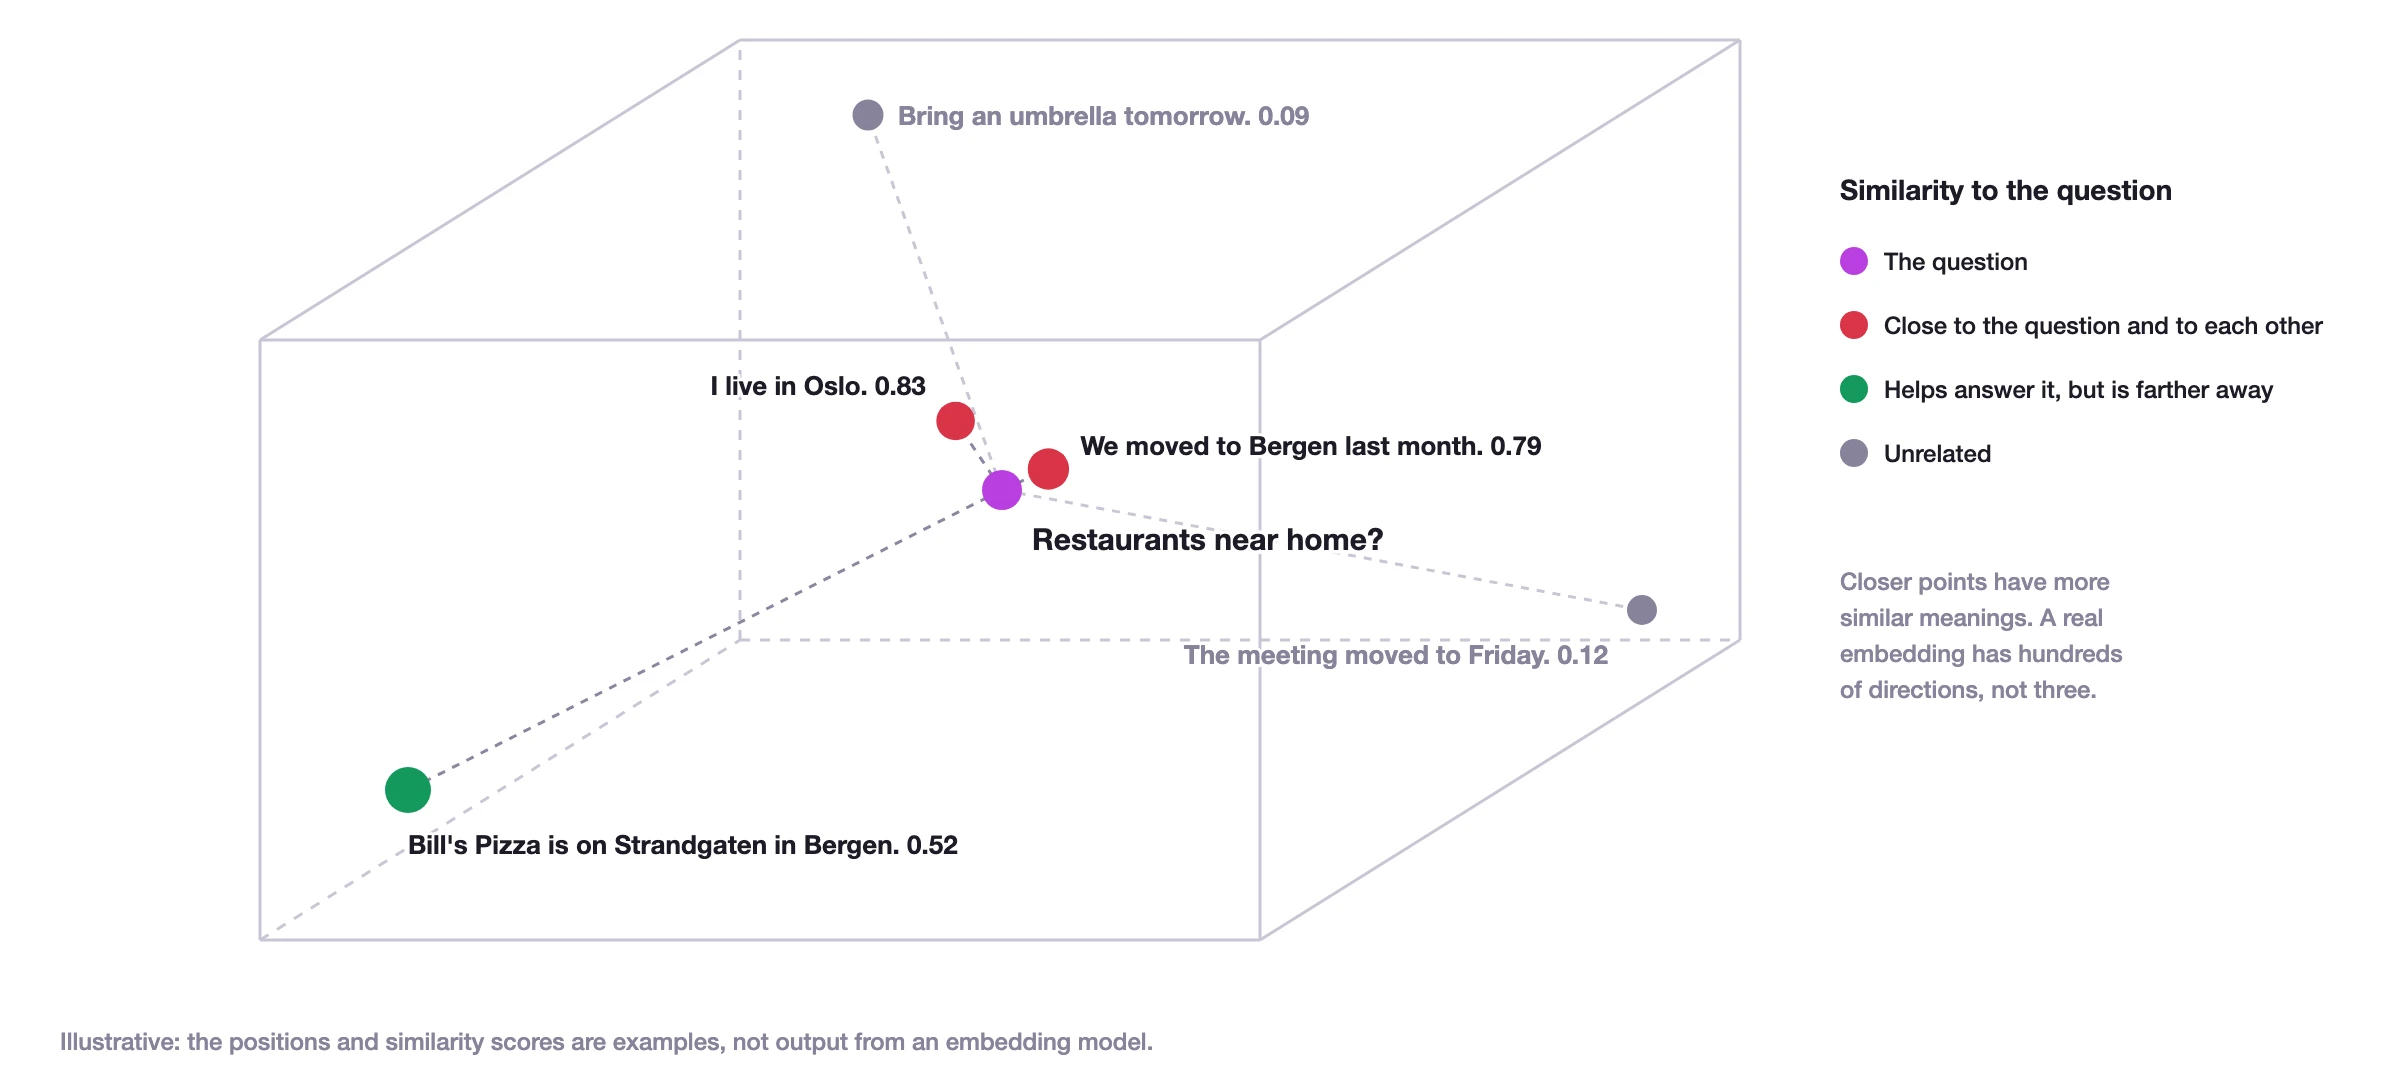 Bring an umbrella tomorrow. 0.09
I live in Oslo. 0.83
We moved to Bergen last month. 0.79
Restaurants near home?
The meeting moved to Friday. 0.12
Bill's Pizza is on Strandgaten in Bergen. 0.52
Similarity to the question
The question
Close to the question and to each other
Helps answer it, but is farther away
Unrelated
Closer points have more
similar meanings. A real
embedding has hundreds
of directions, not three.
Illustrative: the positions and similarity scores are examples, not output from an embedding model.